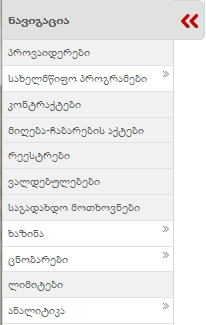 ნავიგაცია
პროვაიდერები
სახელმწიფო პროგრამები
კონტრაქტები
მიღება-ჩაბარების აქტები
რეესტრები
ვალდებულებები
საგადახდო მოთხოვნები
ხაზინა
ცნობარები
ლიმიტები
ანალიტიკა